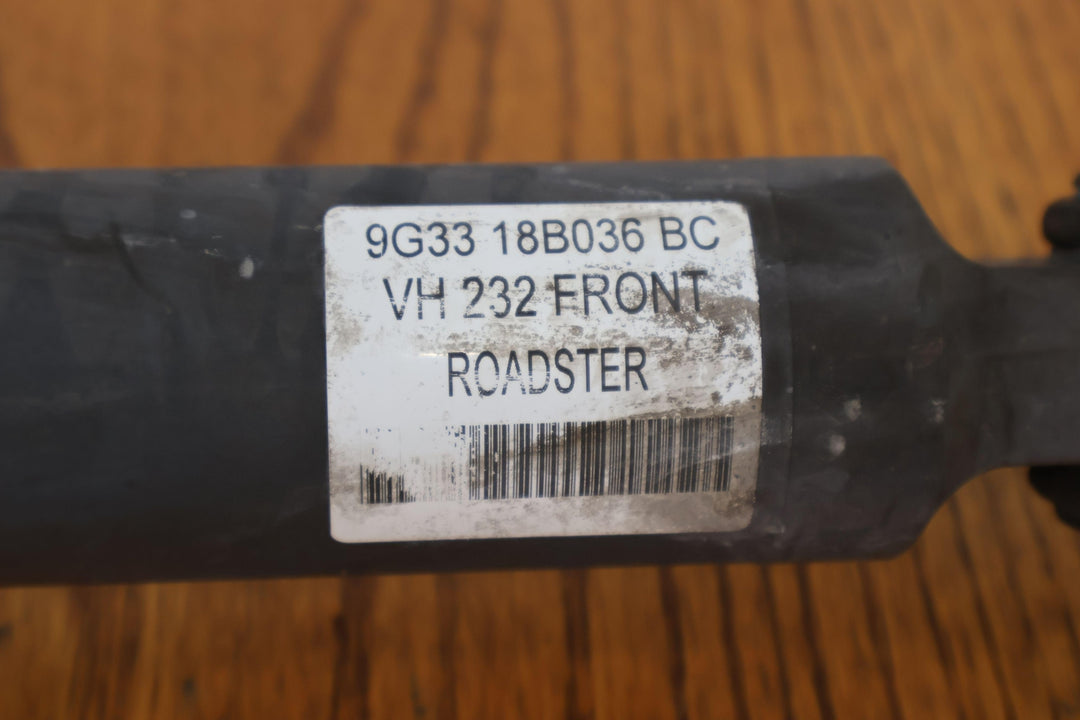 9G33 18B036 BC
VH 232 FRONT
ROADSTER